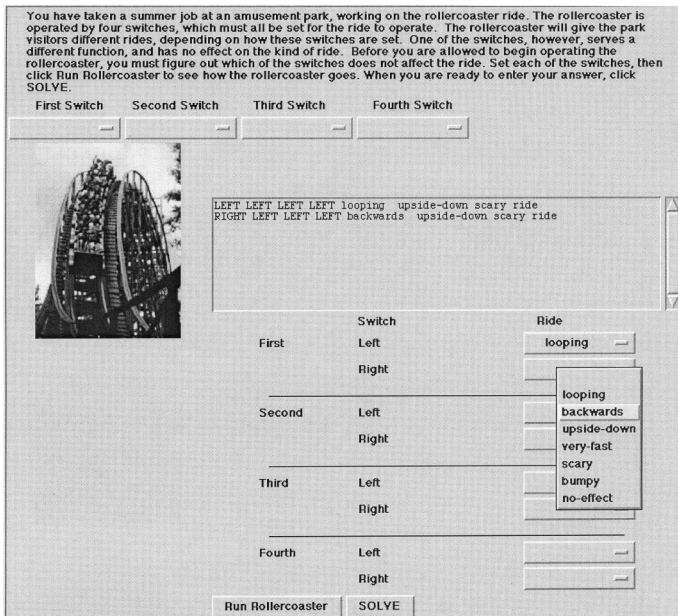 You have taken a summer job at an amusement park, working on the rollercoaster ride. The rollercoaster is
operated by four switches, which must all be set for the ride to operate. The rollercoaster will give the park
visitors different rides, depending on how these switches are set. One of the switches, however, serves a
different function, and has no effect on the kind of ride. Before you are allowed to begin operating the
rollercoaster, you must figure out which of the switches does not affect the ride. Set each of the switches, then
click Run Rollercoaster to see how the rollercoaster goes. When you are ready to enter your answer, click
SOLVE.
First Switch Second Switch Third Switch Fourth Switch
LEFT LEFT LEFT LEFT looping upside-down scary ride
RIGHT LEFT LEFT LEFT backwards upside-down scary ride
Switch Ride
First Left looping
Right
looping
Second Left backwards
upside-down
Right very-fast
scary
Third Left bumpy
Right no-effect
Fourth Left
Right
Run Rollercoaster SOLVE